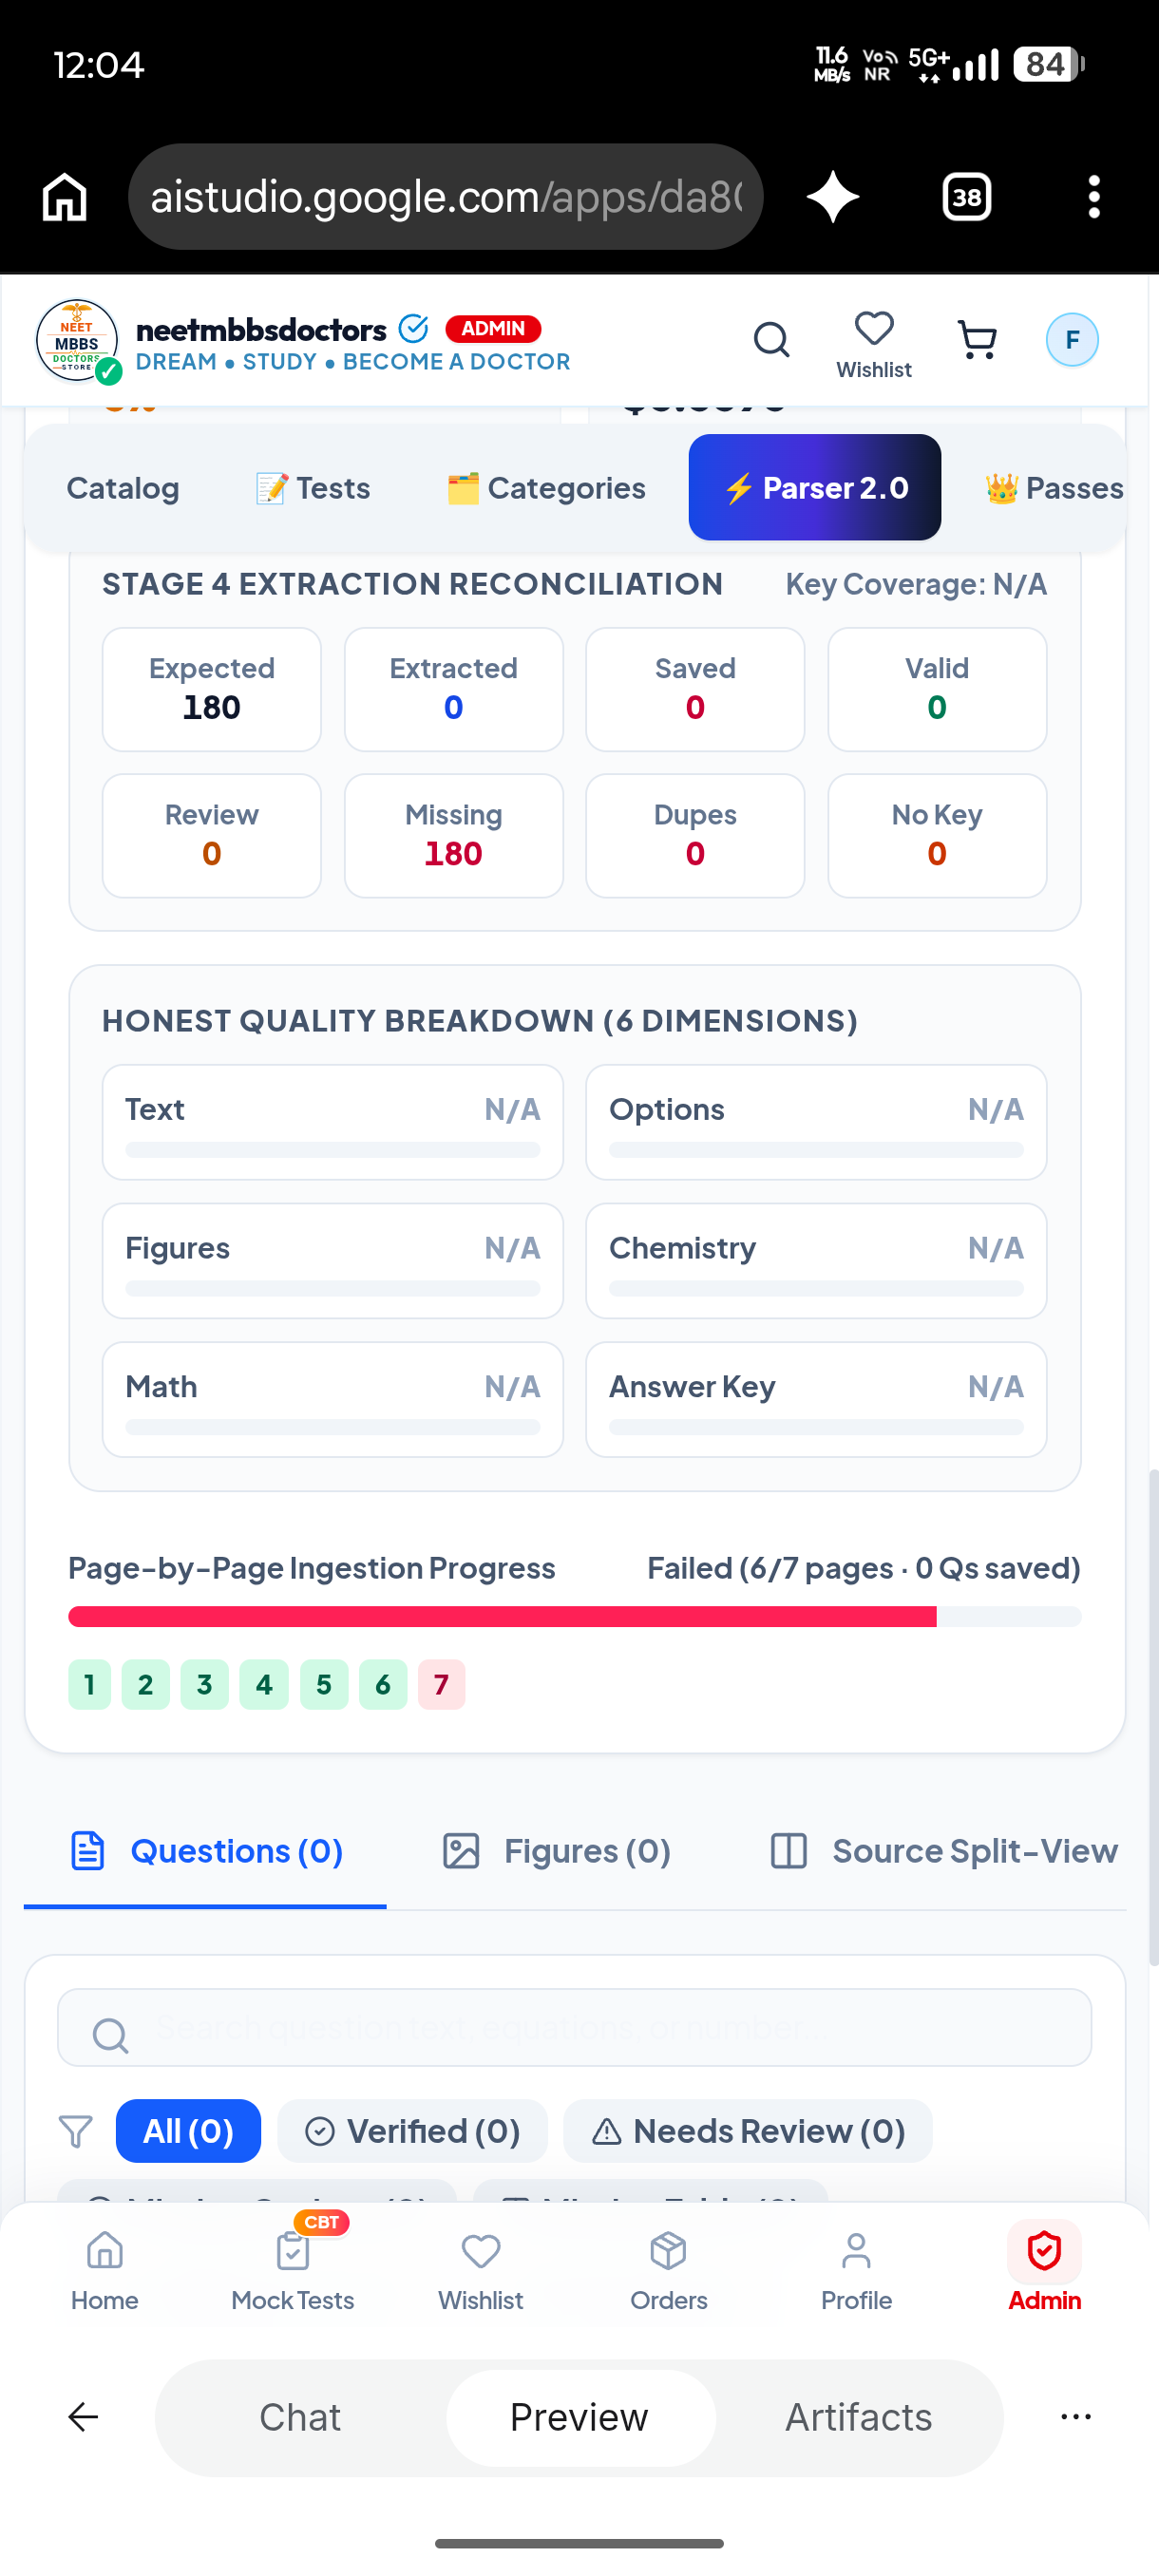 12:04
11.6 MB/s
Vo NR
5G+
84
aistudio.google.com/apps/da8
38
NEET
MBBS
DOCTORS
STORE
neetmbbsdoctors
ADMIN
DREAM • STUDY • BECOME A DOCTOR
Wishlist
F
Catalog
📝 Tests
🗂️ Categories
⚡ Parser 2.0
👑 Passes
STAGE 4 EXTRACTION RECONCILIATION
Key Coverage: N/A
Expected
180
Extracted
0
Saved
0
Valid
0
Review
0
Missing
180
Dupes
0
No Key
0
HONEST QUALITY BREAKDOWN (6 DIMENSIONS)
Text N/A
Options N/A
Figures N/A
Chemistry N/A
Math N/A
Answer Key N/A
Page-by-Page Ingestion Progress
Failed (6/7 pages · 0 Qs saved)
1 2 3 4 5 6 7
Questions (0)
Figures (0)
Source Split-View
Search question text, equations, or number
All (0)
Verified (0)
Needs Review (0)
CBT
Home
Mock Tests
Wishlist
Orders
Profile
Admin
Chat
Preview
Artifacts